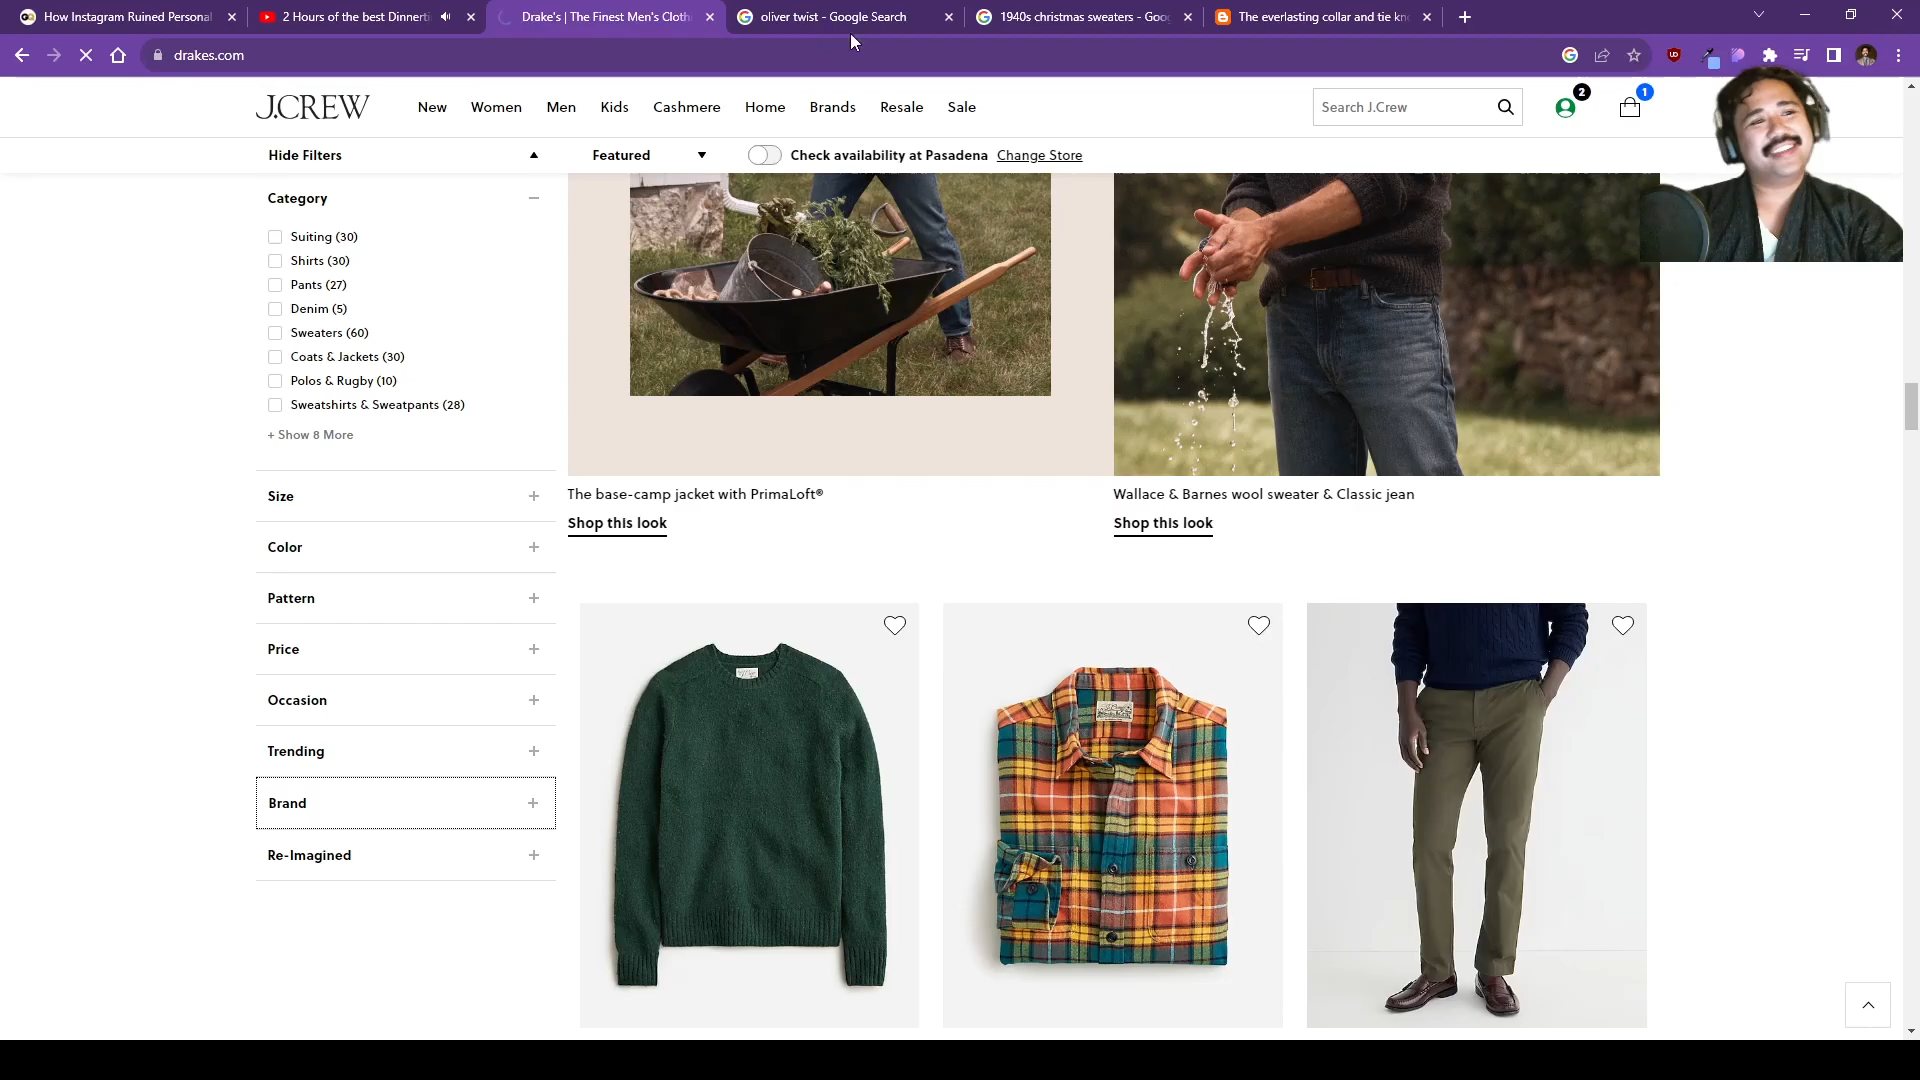 How Instagram Ruined Personal
2 Hours of the best Dinnerti
Drake's | The Finest Men's Clothi
oliver twist - Google Search
1940s christmas sweaters - Goog
The everlasting collar and tie kn
drakes.com
J.CREW
New Women Men Kids Cashmere Home Brands Resale Sale
Search J.Crew
2
1
Hide Filters
Featured
Check availability at Pasadena Change Store
Category
Suiting (30)
Shirts (30)
Pants (27)
Denim (5)
Sweaters (60)
Coats & Jackets (30)
Polos & Rugby (10)
Sweatshirts & Sweatpants (28)
+ Show 8 More
Size
Color
Pattern
Price
Occasion
Trending
Brand
Re-Imagined
The base-camp jacket with PrimaLoft®
Shop this look
Wallace & Barnes wool sweater & Classic jean
Shop this look